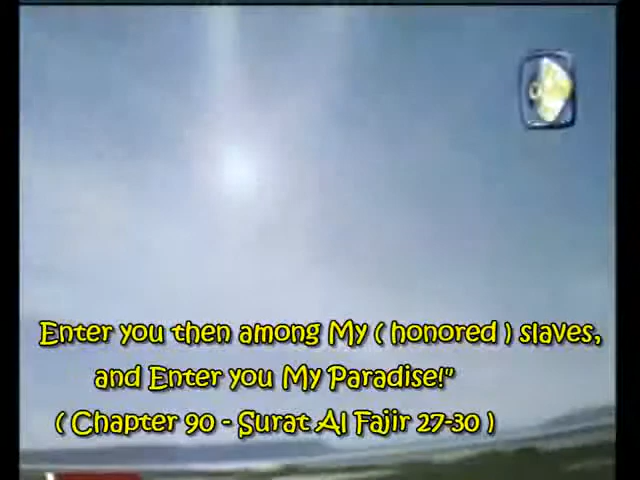 Enter you then among My ( honored ) slaves,
and Enter you My Paradise!”
( Chapter 90 - Surat Al Fajir 27-30 )